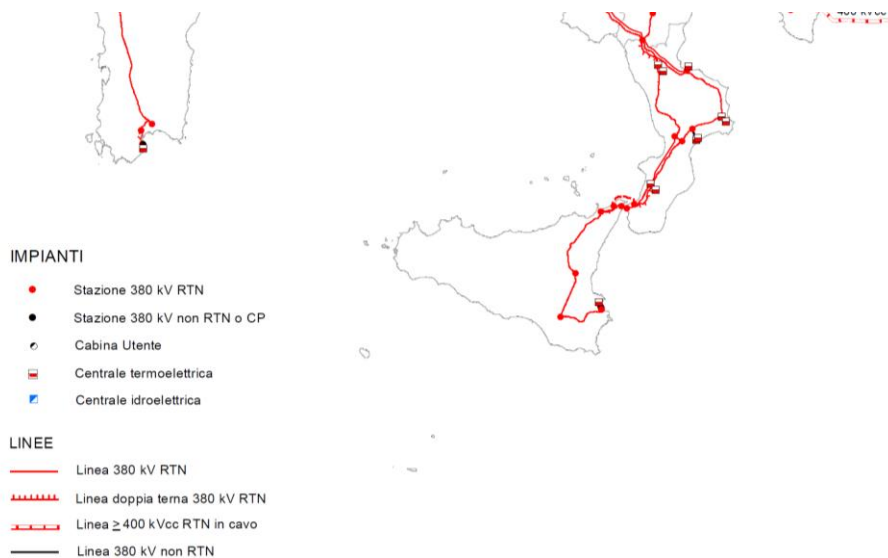 400 kVcc
IMPIANTI
Stazione 380 kV RTN
Stazione 380 kV non RTN o CP
Cabina Utente
Centrale termoelettrica
Centrale idroelettrica
LINEE
Linea 380 kV RTN
Linea doppia terna 380 kV RTN
Linea ≥ 400 kVcc RTN in cavo
Linea 380 kV non RTN